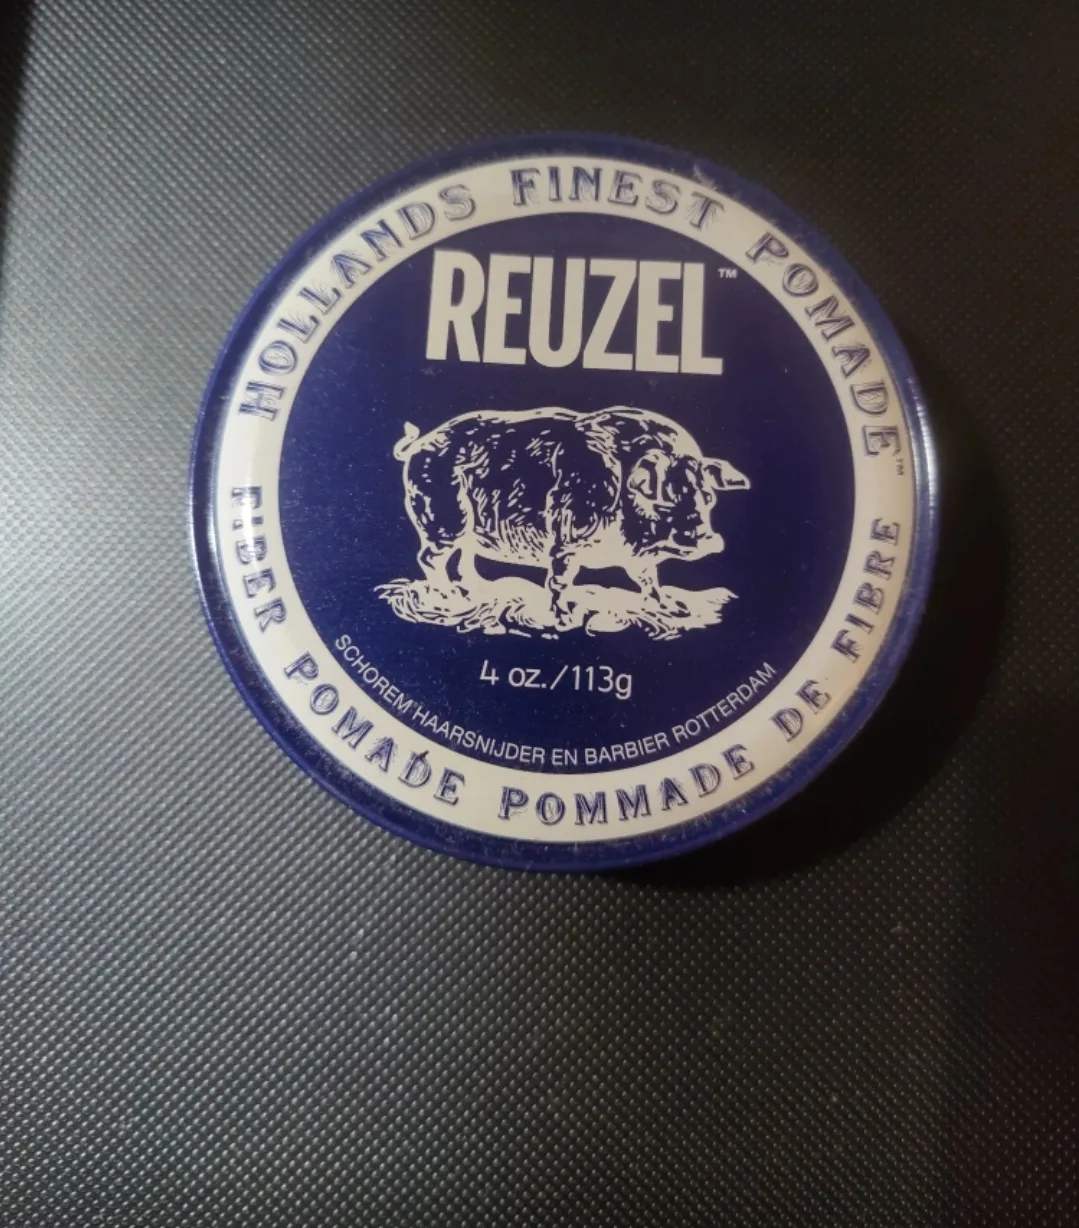 HOLLANDS FINEST POMADE™
REUZEL™
4 oz./113g
SCHOREM HAARSNIJDER EN BARBIER ROTTERDAM
FIBER POMADE POMMADE DE FIBRE